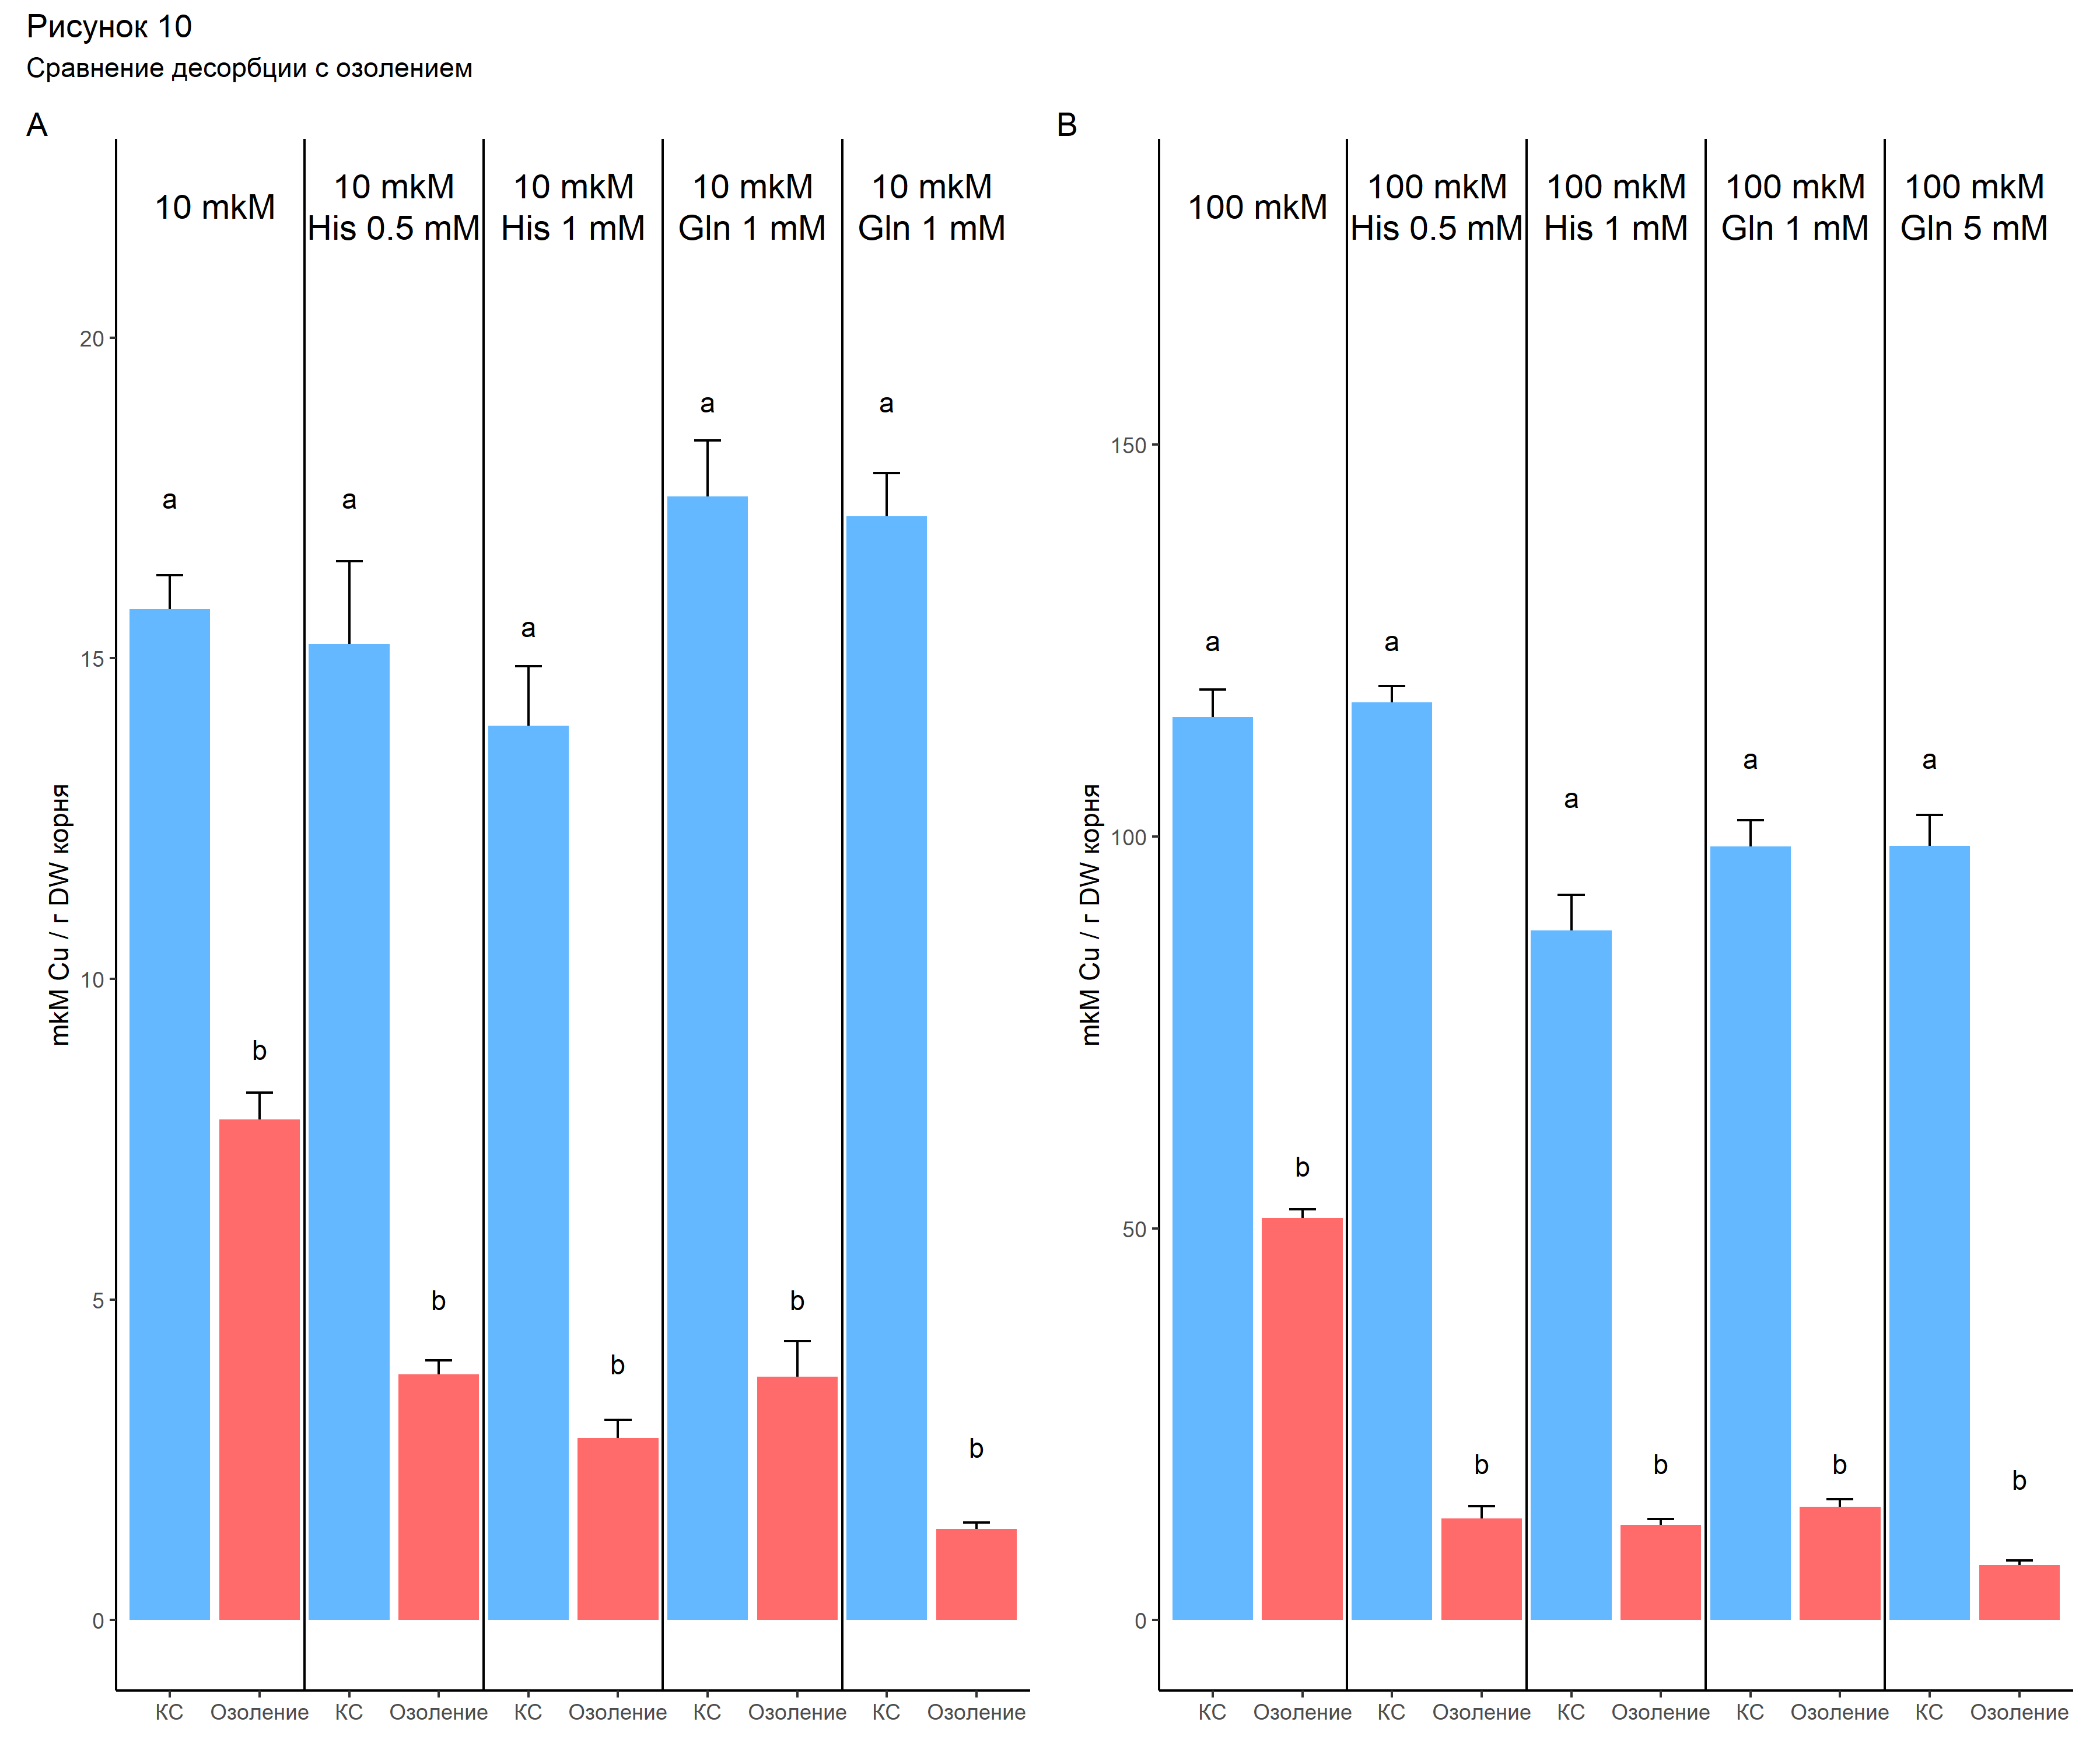 Рисунок 10
Сравнение десорбции с озолением
A
10 mkM
10 mkM
His 0.5 mM
10 mkM
His 1 mM
10 mkM
Gln 1 mM
10 mkM
Gln 1 mM
mkM Cu / г DW корня
20
15
10
5
0
a
b
a
b
a
b
a
b
a
b
КС Озоление КС Озоление КС Озоление КС Озоление КС Озоление
B
100 mkM
100 mkM
His 0.5 mM
100 mkM
His 1 mM
100 mkM
Gln 1 mM
100 mkM
Gln 5 mM
mkM Cu / г DW корня
150
100
50
0
a
b
a
b
a
b
a
b
a
b
КС Озоление КС Озоление КС Озоление КС Озоление КС Озоление